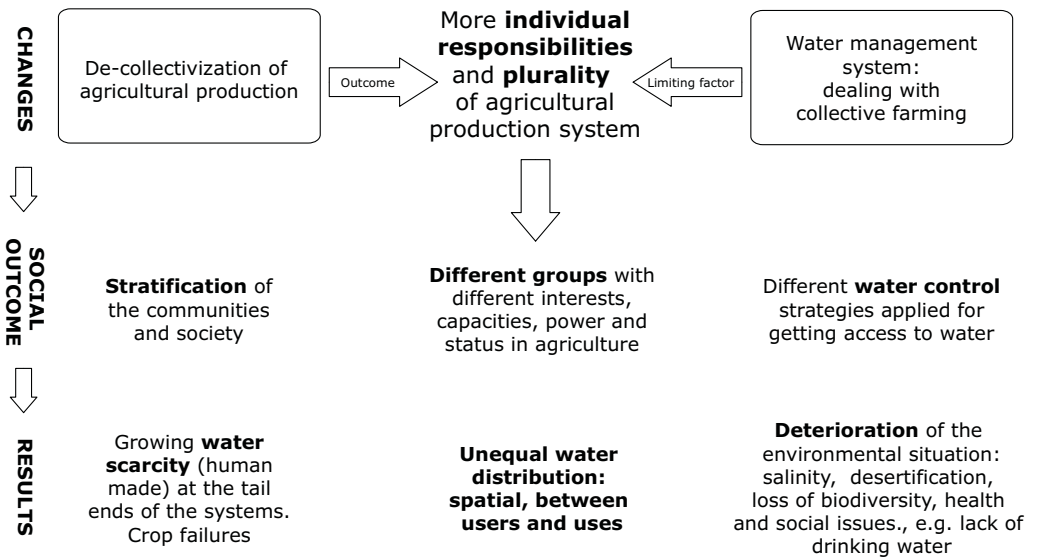 CHANGES
De-collectivization of
agricultural production
Outcome
More individual
responsibilities
and plurality
of agricultural
production system
Limiting factor
Water management
system:
dealing with
collective farming
SOCIAL
OUTCOME
Stratification of
the communities
and society
Different groups with
different interests,
capacities, power and
status in agriculture
Different water control
strategies applied for
getting access to water
RESULTS
Growing water
scarcity (human
made) at the tail
ends of the systems.
Crop failures
Unequal water
distribution:
spatial, between
users and uses
Deterioration of the
environmental situation:
salinity, desertification,
loss of biodiversity, health
and social issues., e.g. lack of
drinking water